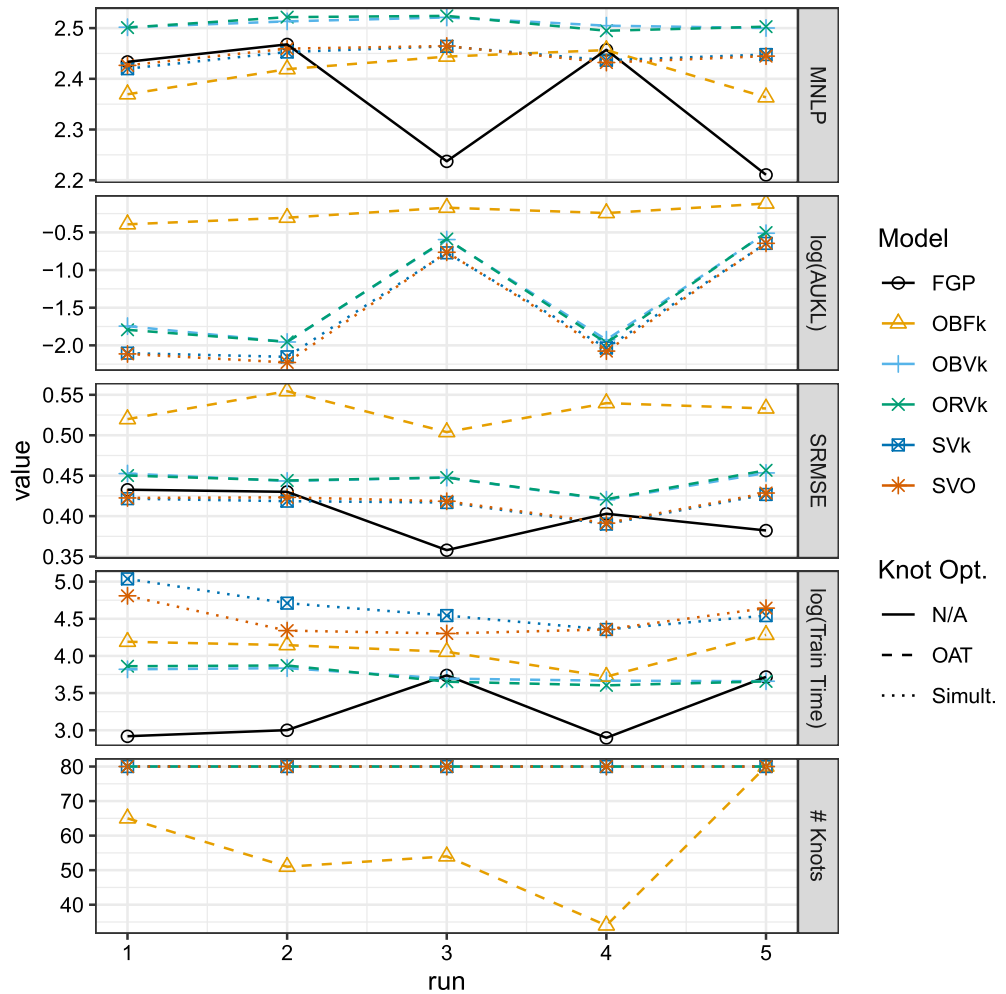 2.5
2.4
2.3
2.2
MNLP
−0.5
−1.0
−1.5
−2.0
log(AUKL)
0.55
0.50
0.45
0.40
0.35
SRMSE
5.0
4.5
4.0
3.5
3.0
log(Train Time)
80
70
60
50
40
# Knots
1 2 3 4 5
run
value
Model
FGP
OBFk
OBVk
ORVk
SVk
SVO
Knot Opt.
N/A
OAT
Simult.